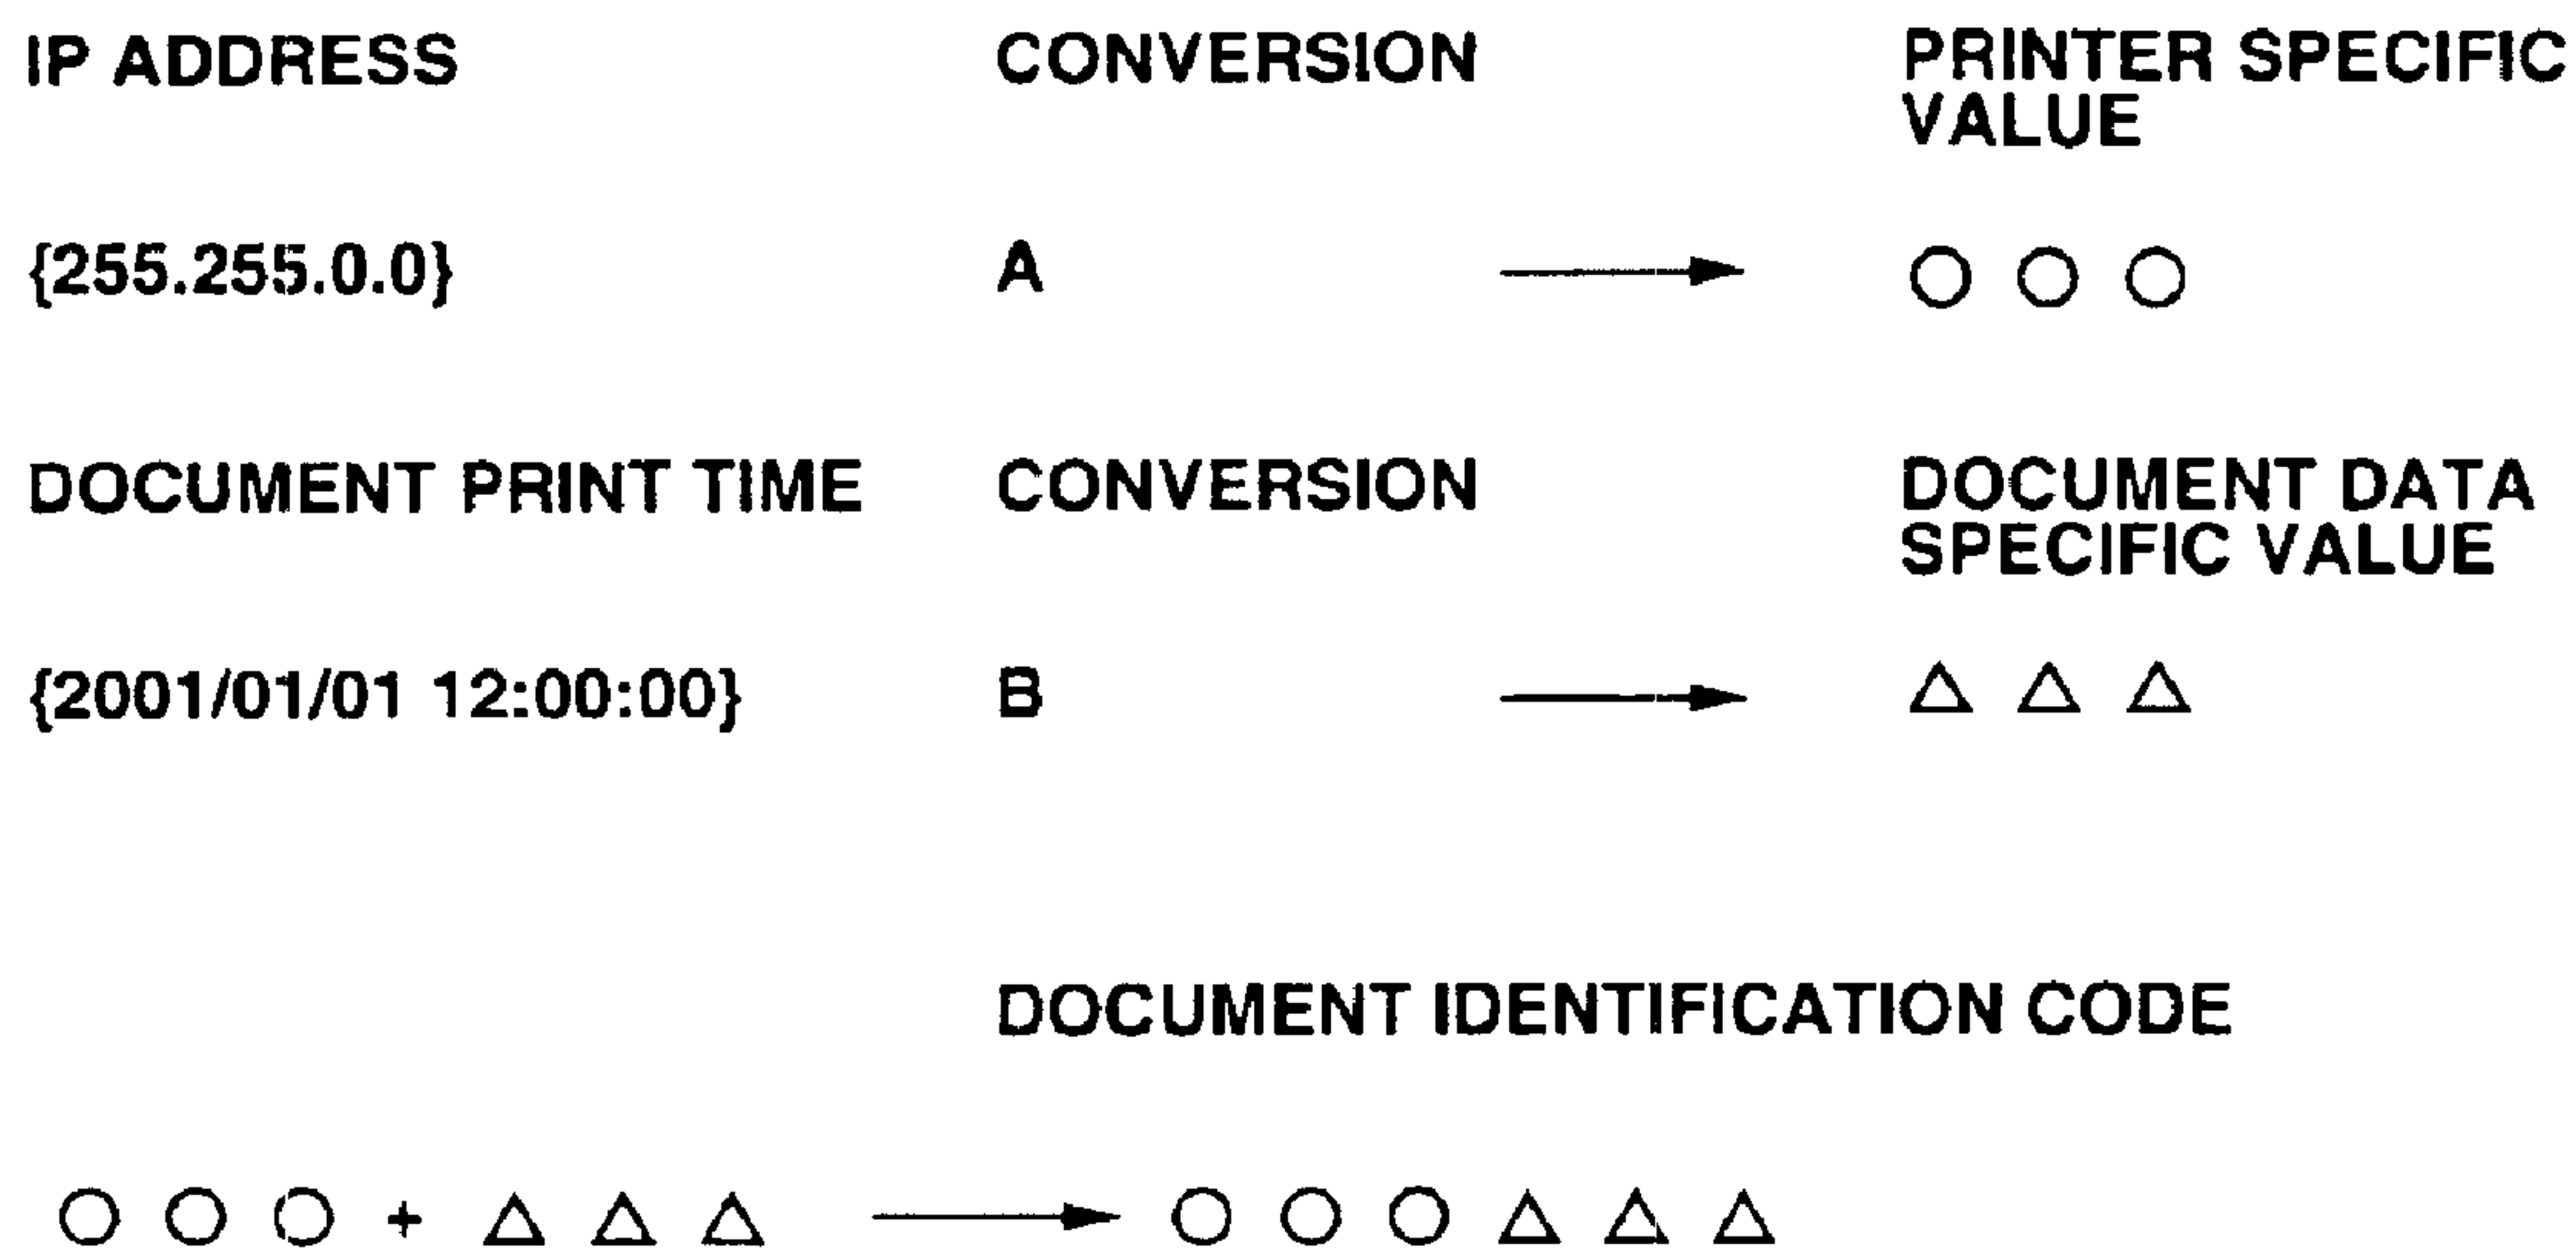 IP ADDRESS CONVERSION PRINTER SPECIFIC
VALUE
{255.255.0.0} A → ○ ○ ○
DOCUMENT PRINT TIME CONVERSION DOCUMENT DATA
SPECIFIC VALUE
{2001/01/01 12:00:00} B → △ △ △
DOCUMENT IDENTIFICATION CODE
○ ○ ○ + △ △ △ → ○ ○ ○ △ △ △